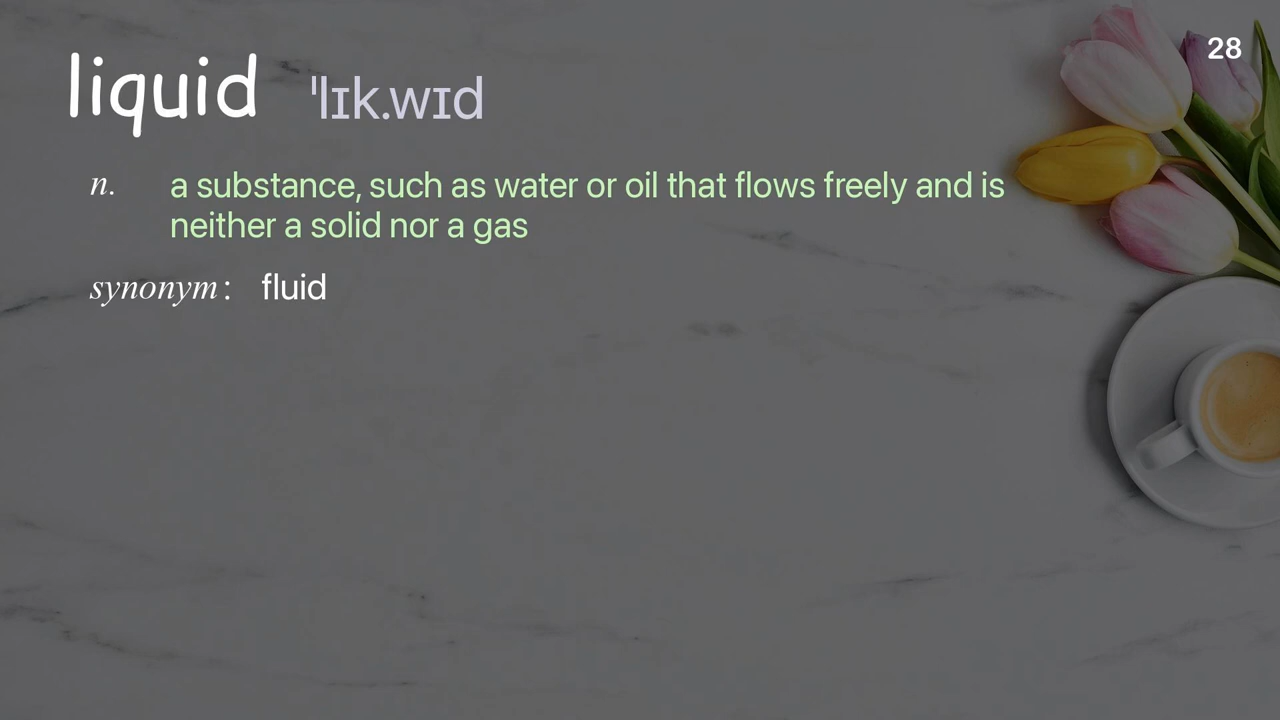 28
liquid ˈlɪk.wɪd
n. a substance, such as water or oil that flows freely and is
neither a solid nor a gas
synonym: fluid